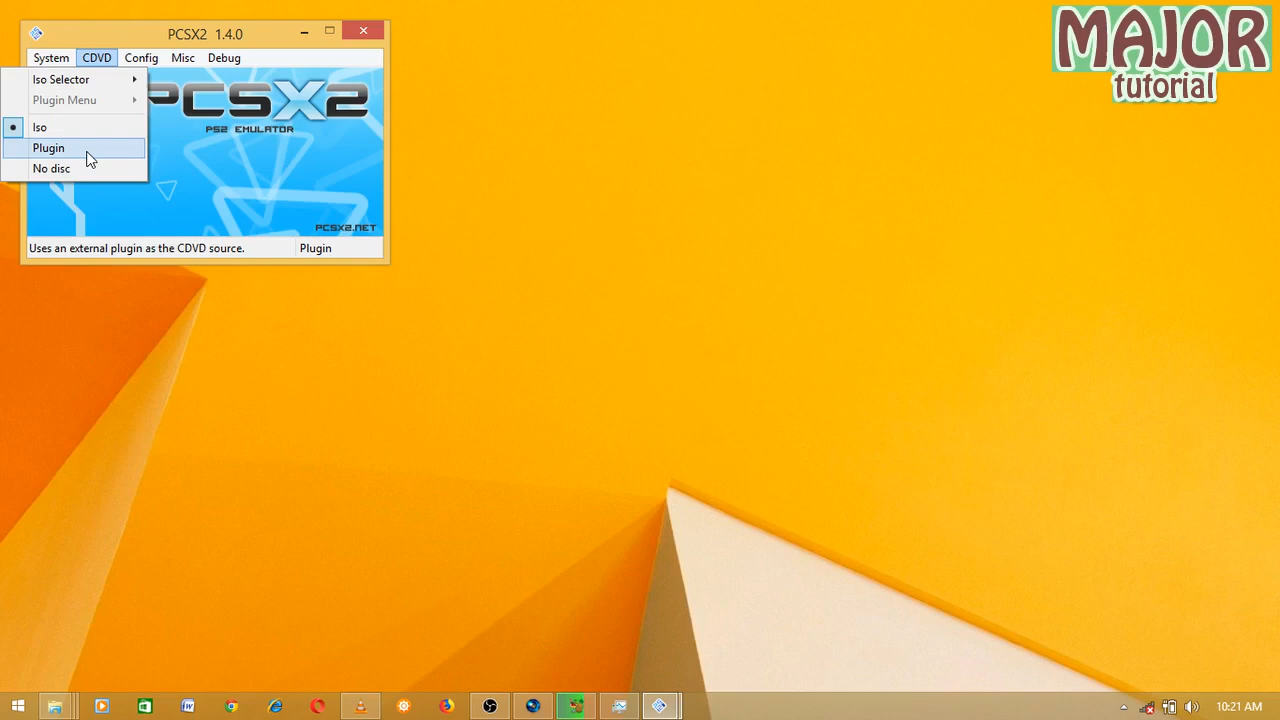 MAJOR
tutorial
PCSX2 1.4.0
System CDVD Config Misc Debug
Iso Selector
Plugin Menu
Iso
Plugin
No disc
PCSX2
PS2 EMULATOR
PCSX2.NET
Uses an external plugin as the CDVD source. Plugin
10:21 AM